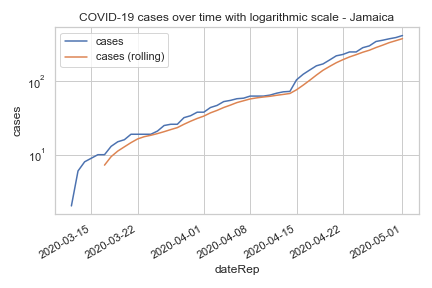 COVID-19 cases over time with logarithmic scale - Jamaica
cases
cases (rolling)
10²
10¹
cases
2020-03-15
2020-03-22
2020-04-01
2020-04-08
2020-04-15
2020-04-22
2020-05-01
dateRep